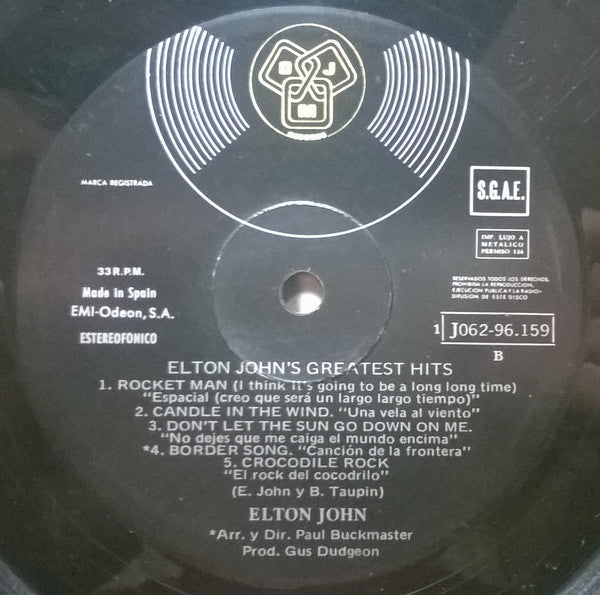 D J
M
MARCA REGISTRADA
S.G.A.E.
IMP. LUJO A
METALICO
PERMISO 126
33 R.P.M.
Made in Spain
EMI-Odeon, S.A.
ESTEREOFONICO
RESERVADOS TODOS LOS DERECHOS.
PROHIBIDA LA REPRODUCCION,
EJECUCION PUBLICA Y LA RADIO-
DIFUSION DE ESTE DISCO
1 J062-96.159
B
ELTON JOHN'S GREATEST HITS
1. ROCKET MAN (I think it's going to be a long long time)
"Espacial (creo que será un largo largo tiempo)"
2. CANDLE IN THE WIND. "Una vela al viento"
3. DON'T LET THE SUN GO DOWN ON ME.
"No dejes que me caiga el mundo encima"
*4. BORDER SONG. "Canción de la frontera"
5. CROCODILE ROCK
"El rock del cocodrilo"
(E. John y B. Taupin)
ELTON JOHN
*Arr. y Dir. Paul Buckmaster
Prod. Gus Dudgeon